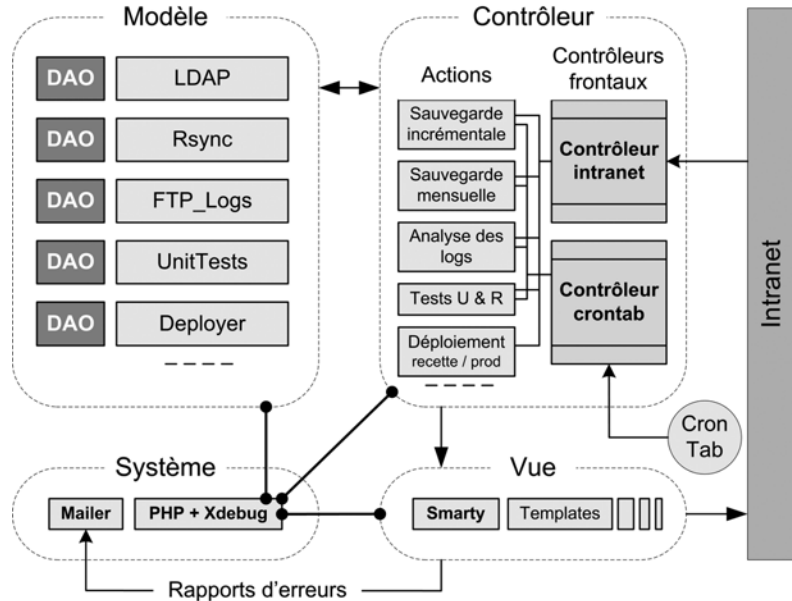 Modèle
DAO
LDAP
DAO
Rsync
DAO
FTP_Logs
DAO
UnitTests
DAO
Deployer
Contrôleur
Actions
Contrôleurs
frontaux
Sauvegarde
incrémentale
Sauvegarde
mensuelle
Analyse des
logs
Tests U & R
Déploiement
recette / prod
Contrôleur
intranet
Contrôleur
crontab
Intranet
Cron
Tab
Système
Mailer
PHP + Xdebug
Vue
Smarty
Templates
Rapports d'erreurs